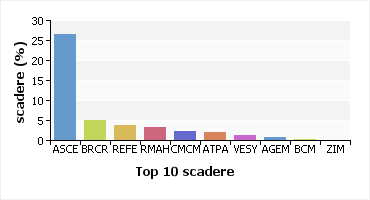 30
25
20
15
10
5
0
scadere (%)
ASCE BRCR REFE RMAH CMCM ATPA VESY AGEM BCM ZIM
Top 10 scadere